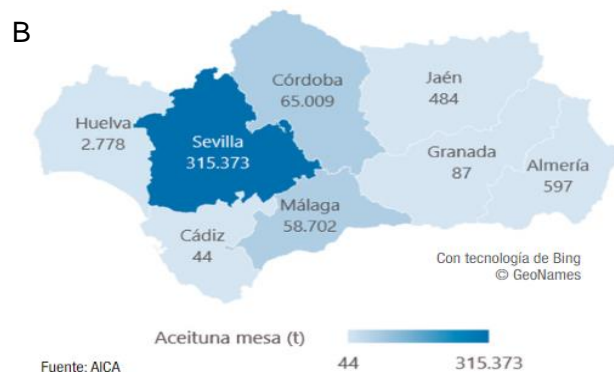 B
Córdoba
65.009
Jaén
484
Huelva
2.778
Sevilla
315.373
Granada
87
Almería
597
Málaga
58.702
Cádiz
44
Con tecnología de Bing
© GeoNames
Aceituna mesa (t)
44
315.373
Fuente: AICA